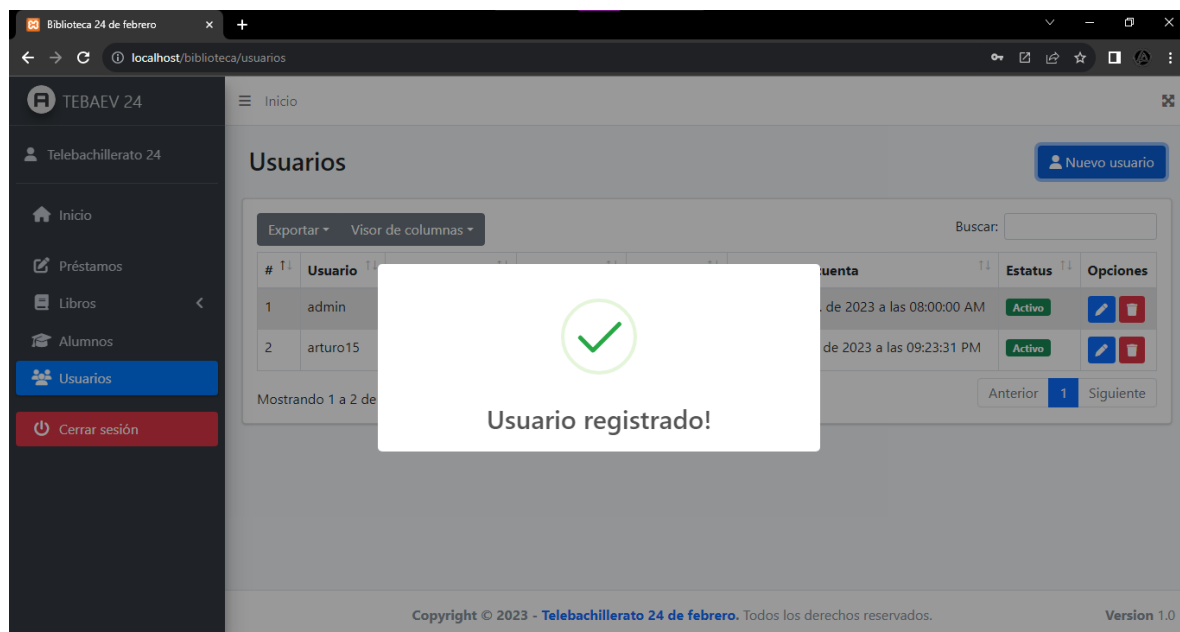 Biblioteca 24 de febrero
localhost/biblioteca/usuarios
TEBAEV 24
Inicio
Telebachillerato 24
Usuarios
Nuevo usuario
Inicio
Préstamos
Libros
Alumnos
Usuarios
Cerrar sesión
Exportar Visor de columnas
Buscar:
# Usuario cuenta Estatus Opciones
1 admin . de 2023 a las 08:00:00 AM Activo
2 arturo15 de 2023 a las 09:23:31 PM Activo
Mostrando 1 a 2 de
Anterior 1 Siguiente
Usuario registrado!
Copyright © 2023 - Telebachillerato 24 de febrero. Todos los derechos reservados.
Version 1.0